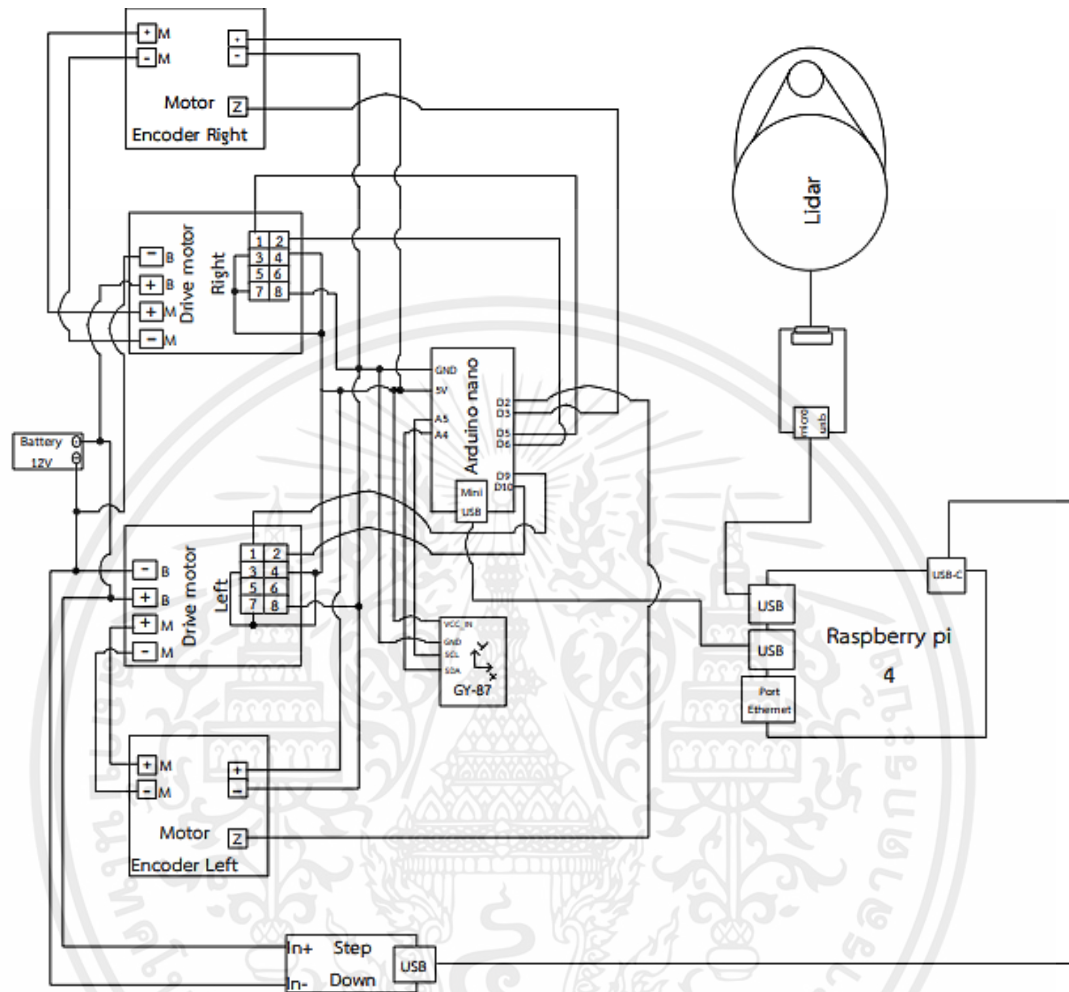 + M
- M
+
-
Motor Z
Encoder Right
- B
+ B
+ M
- M
Drive motor
Right
1 2
3 4
5 6
7 8
Battery
12V
GND
5V
A5
A4
Arduino nano
D2
D3
D5
D6
D9
D10
Mini
USB
- B
+ B
+ M
- M
Drive motor
Left
1 2
3 4
5 6
7 8
VCC_IN
GND
SCL
SDA
GY-87
+ M
- M
+
-
Motor Z
Encoder Left
In+ Step
In- Down
USB
Lidar
micro
usb
USB-C
USB
USB
Port
Ethernet
Raspberry pi
4